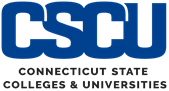 CSCU
CONNECTICUT STATE
COLLEGES & UNIVERSITIES